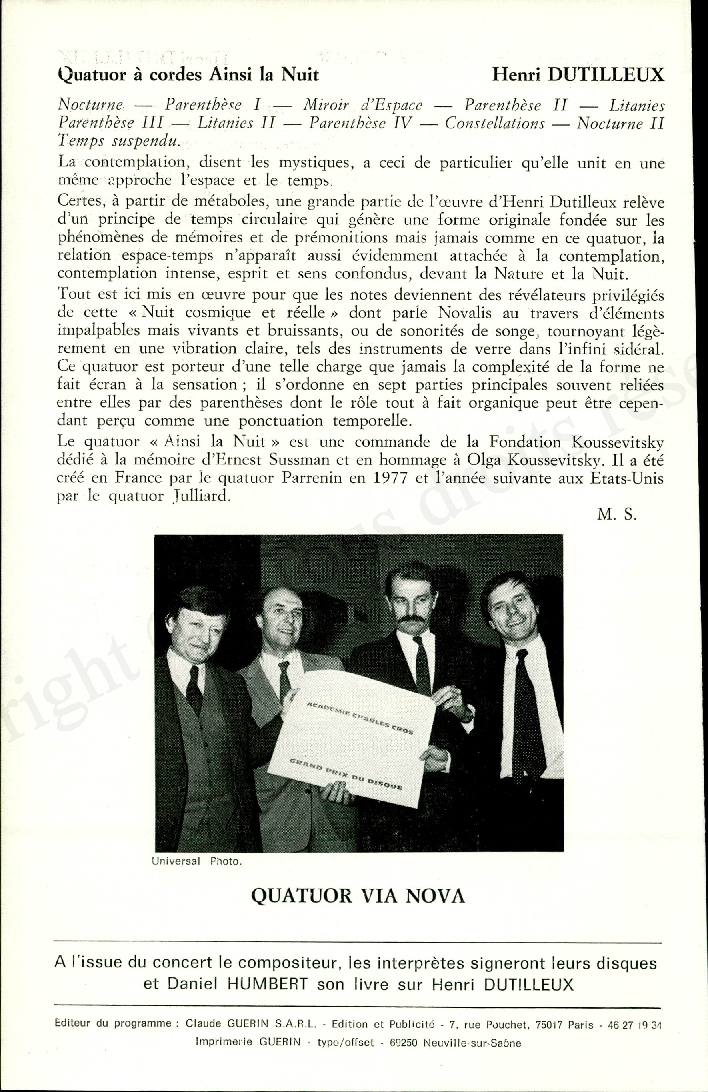 Quatuor à cordes Ainsi la Nuit Henri DUTILLEUX
Nocturne — Parenthèse I — Miroir d'Espace — Parenthèse II — Litanies
Parenthèse III — Litanies II — Parenthèse IV — Constellations — Nocturne II
Temps suspendu.
La contemplation, disent les mystiques, a ceci de particulier qu'elle unit en une
même approche l'espace et le temps.
Certes, à partir de métaboles, une grande partie de l'œuvre d'Henri Dutilleux relève
d'un principe de temps circulaire qui génère une forme originale fondée sur les
phénomènes de mémoires et de prémonitions mais jamais comme en ce quatuor, la
relation espace-temps n'apparaît aussi évidemment attachée à la contemplation,
contemplation intense, esprit et sens confondus, devant la Nature et la Nuit.
Tout est ici mis en œuvre pour que les notes deviennent des révélateurs privilégiés
de cette « Nuit cosmique et réelle » dont parle Novalis au travers d'éléments
impalpables mais vivants et bruissants, ou de sonorités de songe, tournoyant légè-
rement en une vibration claire, tels des instruments de verre dans l'infini sidéral.
Ce quatuor est porteur d'une telle charge que jamais la complexité de la forme ne
fait écran à la sensation ; il s'ordonne en sept parties principales souvent reliées
entre elles par des parenthèses dont le rôle tout à fait organique peut être cepen-
dant perçu comme une ponctuation temporelle.
Le quatuor « Ainsi la Nuit » est une commande de la Fondation Koussevitsky
dédié à la mémoire d'Ernest Sussman et en hommage à Olga Koussevitsky. Il a été
créé en France par le quatuor Parrenin en 1977 et l'année suivante aux Etats-Unis
par le quatuor Julliard.
M. S.
ACADEMIE CHARLES CROS
GRAND PRIX DU DISQUE
Universal Photo.
QUATUOR VIA NOVA
A l'issue du concert le compositeur, les interprètes signeront leurs disques
et Daniel HUMBERT son livre sur Henri DUTILLEUX
Editeur du programme : Claude GUERIN S.A.R.L. - Edition et Publicité - 7, rue Pouchet, 75017 Paris - 46 27 19 34
Imprimerie GUERIN - typo/offset - 69250 Neuville-sur-Saône